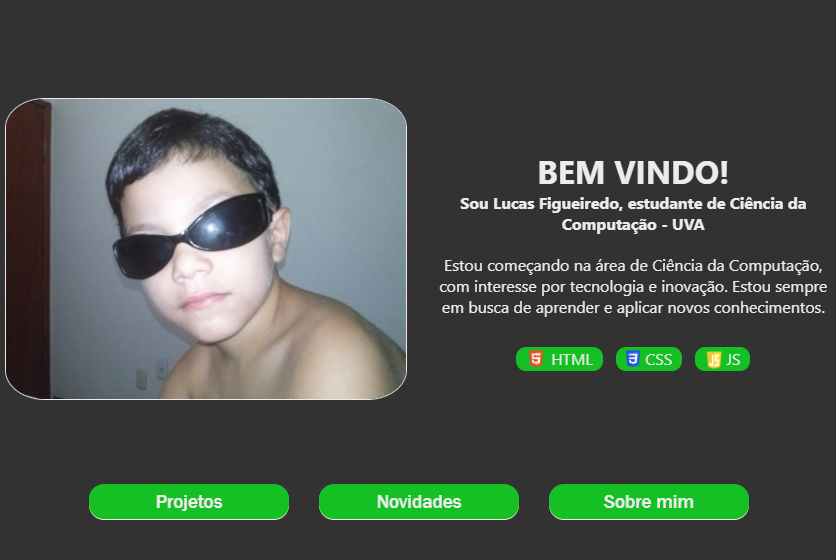 BEM VINDO!
Sou Lucas Figueiredo, estudante de Ciência da
Computação - UVA
Estou começando na área de Ciência da Computação,
com interesse por tecnologia e inovação. Estou sempre
em busca de aprender e aplicar novos conhecimentos.
5 HTML 3 CSS JS JS
Projetos Novidades Sobre mim